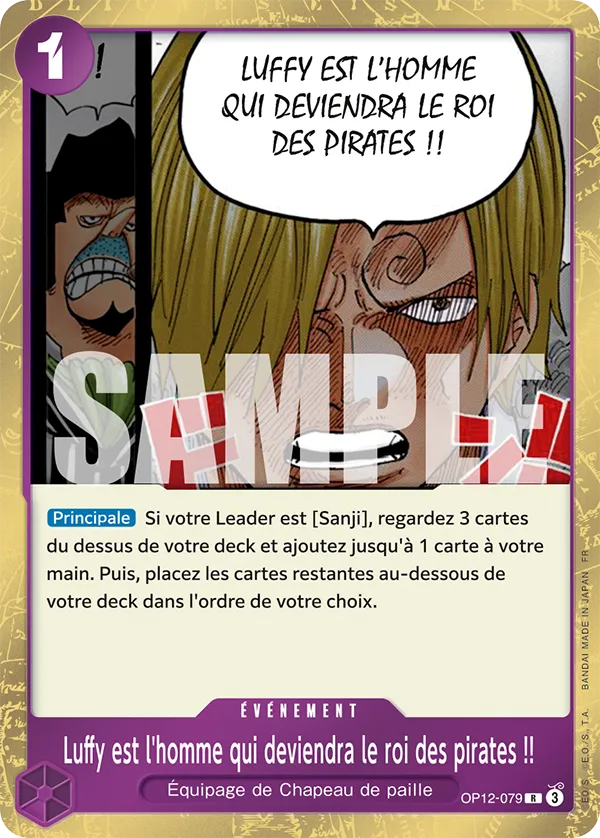 1
!
LUFFY EST L'HOMME
QUI DEVIENDRA LE ROI
DES PIRATES !!
SAMPLE
Principale Si votre Leader est [Sanji], regardez 3 cartes
du dessus de votre deck et ajoutez jusqu'à 1 carte à votre
main. Puis, placez les cartes restantes au-dessous de
votre deck dans l'ordre de votre choix.
ÉVÉNEMENT
Luffy est l'homme qui deviendra le roi des pirates !!
Équipage de Chapeau de paille
OP12-079 R 3
E.O.S. ©E.O./S., T.A. BANDAI MADE IN JAPAN FR